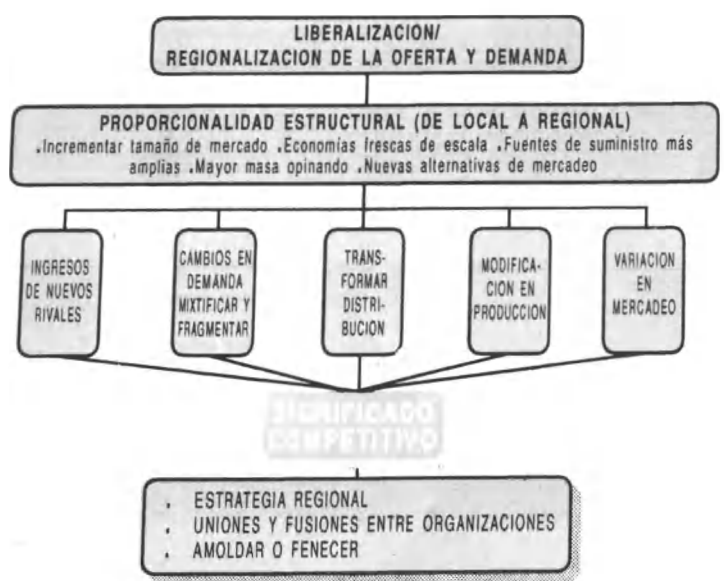 LIBERALIZACION/
REGIONALIZACION DE LA OFERTA Y DEMANDA
PROPORCIONALIDAD ESTRUCTURAL (DE LOCAL A REGIONAL)
.Incrementar tamaño de mercado .Economías frescas de escala .Fuentes de suministro más
amplias .Mayor masa opinando .Nuevas alternativas de mercadeo
INGRESOS
DE NUEVOS
RIVALES
CAMBIOS EN
DEMANDA
MIXTIFICAR Y
FRAGMENTAR
TRANS-
FORMAR
DISTRI-
BUCION
MODIFICA-
CION EN
PRODUCCION
VARIACION
EN
MERCADEO
SIGNIFICADO
COMPETITIVO
. ESTRATEGIA REGIONAL
. UNIONES Y FUSIONES ENTRE ORGANIZACIONES
. AMOLDAR O FENECER